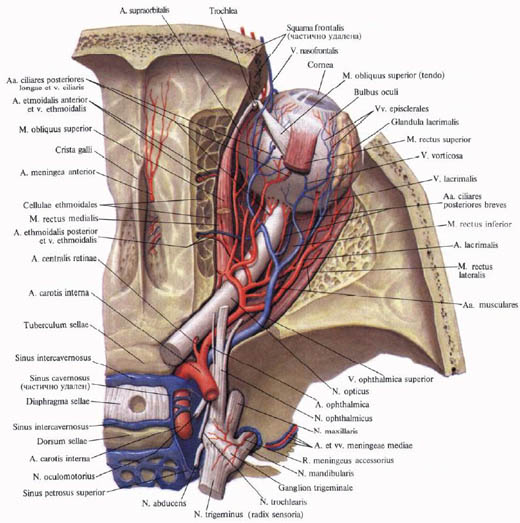 A. supraorbitalis
Trochlea
Squama frontalis
(частично удалена)
V. nasofrontalis
Cornea
M. obliquus superior (tendo)
Bulbus oculi
Vv. episclerales
Glandula lacrimalis
M. rectus superior
V. vorticosa
V. lacrimalis
Aa. ciliares
posteriores breves
M. rectus inferior
A. lacrimalis
M. rectus
lateralis
Aa. musculares
Aa. ciliares posteriores
longae et v. ciliaris
A. etmoidalis anterior
et v. ethmoidalis
M. obliquus superior
Crista galli
A. meningea anterior
Cellulae ethmoidales
M. rectus medialis
A. ethmoidalis posterior
et v. ethmoidalis
A. centralis retinae
A. carotis interna
Tuberculum sellae
Sinus intercavernosus
Sinus cavernosus
(частично удален)
Diaphragma sellae
Sinus intercavernosus
Dorsum sellae
A. carotis interna
N. oculomotorius
Sinus petrosus superior
V. ophthalmica superior
N. opticus
A. ophthalmica
N. ophthalmicus
N. maxillaris
A. et vv. meningeae mediae
R. meningeus accessorius
N. mandibularis
Ganglion trigeminale
N. trochlearis
N. abducens
N. trigeminus (radix sensoria)